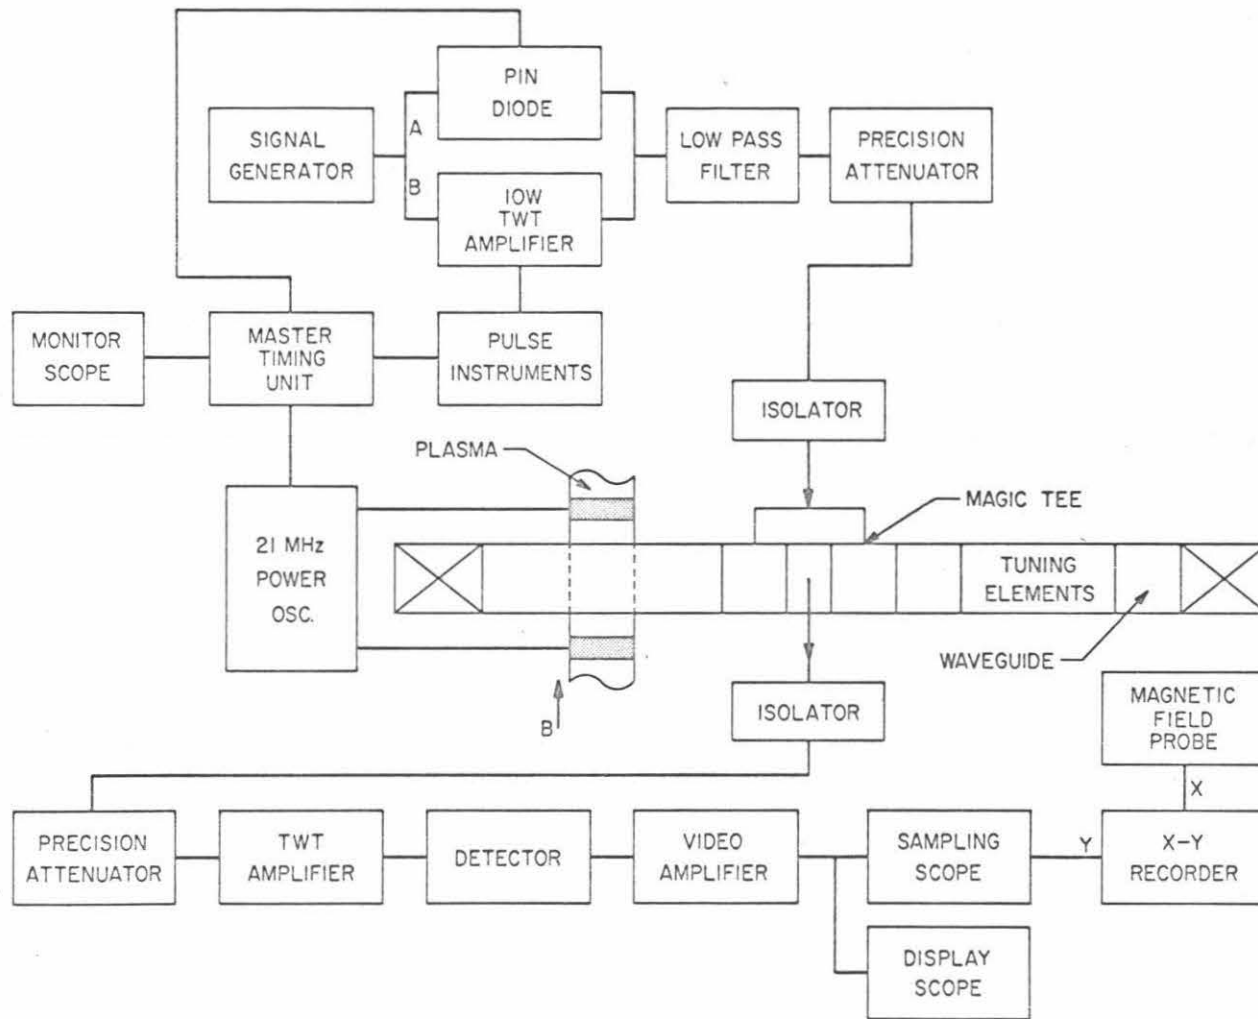 PIN
DIODE
SIGNAL
GENERATOR
A
B
LOW PASS
FILTER
PRECISION
ATTENUATOR
10W
TWT
AMPLIFIER
MONITOR
SCOPE
MASTER
TIMING
UNIT
PULSE
INSTRUMENTS
ISOLATOR
PLASMA
MAGIC TEE
21 MHz
POWER
OSC.
TUNING
ELEMENTS
WAVEGUIDE
B
ISOLATOR
MAGNETIC
FIELD
PROBE
X
PRECISION
ATTENUATOR
TWT
AMPLIFIER
DETECTOR
VIDEO
AMPLIFIER
SAMPLING
SCOPE
Y
X-Y
RECORDER
DISPLAY
SCOPE